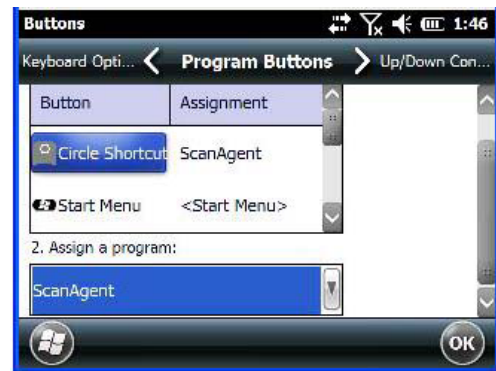 Buttons 1:46
Keyboard Opti... Program Buttons Up/Down Con...
Button Assignment
Circle Shortcut ScanAgent
Start Menu <Start Menu>
2. Assign a program:
ScanAgent
OK